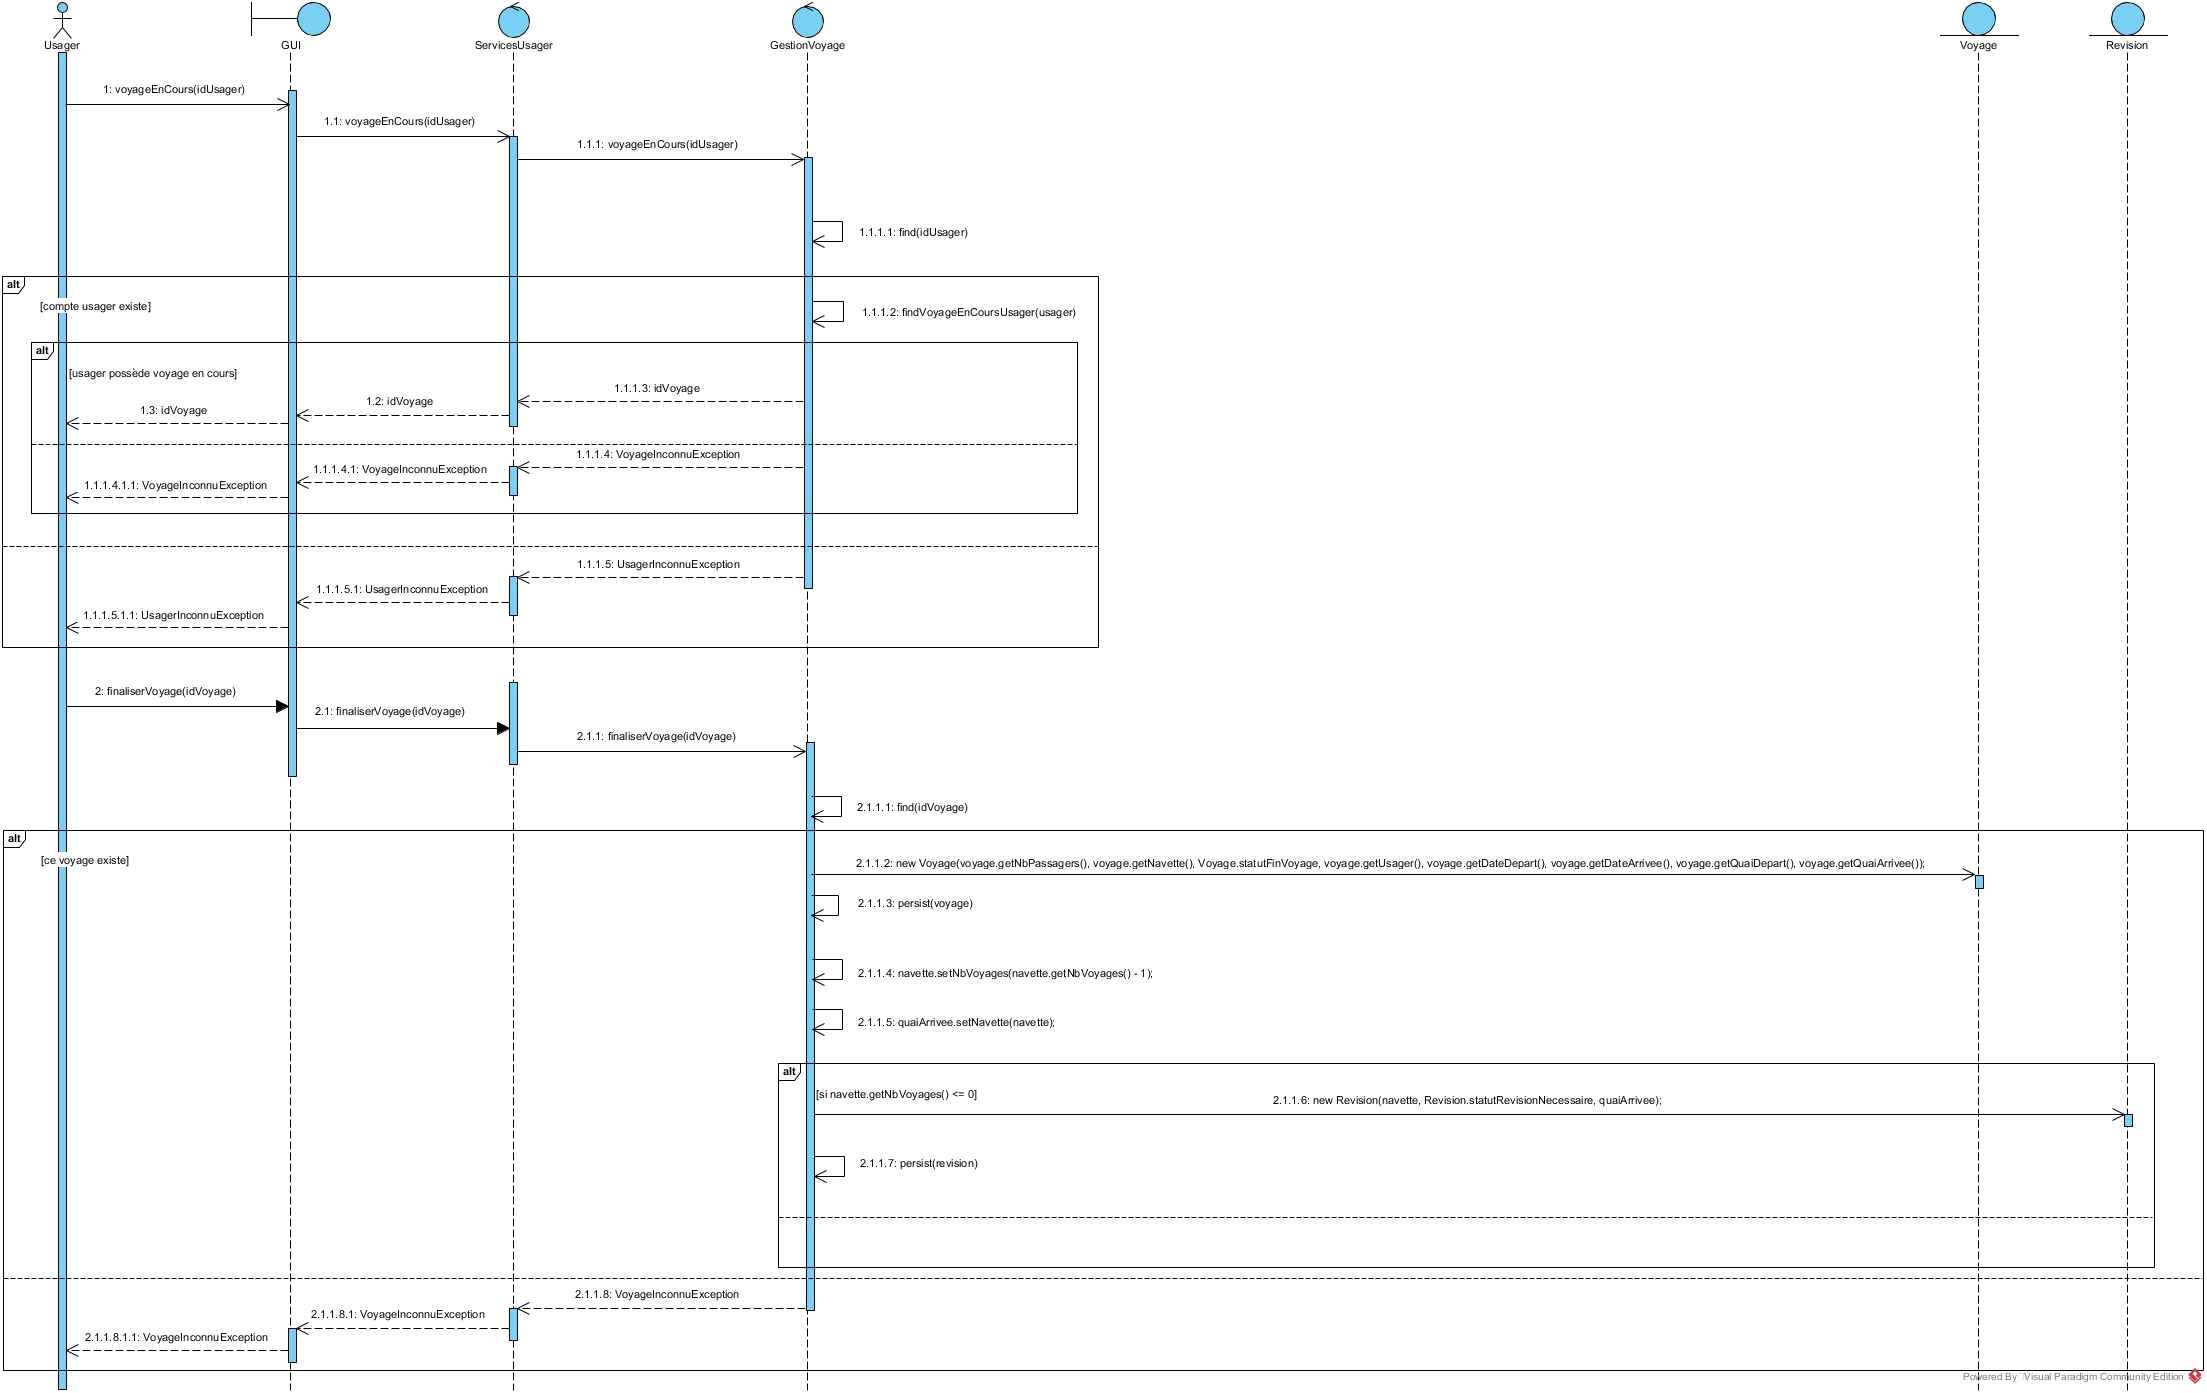 Usager
GUI
ServicesUsager
GestionVoyage
Voyage
Revision
1: voyageEnCours(idUsager)
1.1: voyageEnCours(idUsager)
1.1.1: voyageEnCours(idUsager)
1.1.1.1: find(idUsager)
alt
[compte usager existe]
1.1.1.2: findVoyageEnCoursUsager(usager)
alt
[usager possède voyage en cours]
1.1.1.3: idVoyage
1.2: idVoyage
1.3: idVoyage
1.1.1.4: VoyageInconnuException
1.1.1.4.1: VoyageInconnuException
1.1.1.4.1.1: VoyageInconnuException
1.1.1.5: UsagerInconnuException
1.1.1.5.1: UsagerInconnuException
1.1.1.5.1.1: UsagerInconnuException
2: finaliserVoyage(idVoyage)
2.1: finaliserVoyage(idVoyage)
2.1.1: finaliserVoyage(idVoyage)
2.1.1.1: find(idVoyage)
alt
[ce voyage existe]
2.1.1.2: new Voyage(voyage.getNbPassagers(), voyage.getNavette(), Voyage.statutFinVoyage, voyage.getUsager(), voyage.getDateDepart(), voyage.getDateArrivee(), voyage.getQuaiDepart(), voyage.getQuaiArrivee());
2.1.1.3: persist(voyage)
2.1.1.4: navette.setNbVoyages(navette.getNbVoyages() - 1);
2.1.1.5: quaiArrivee.setNavette(navette);
alt
[si navette.getNbVoyages() <= 0]
2.1.1.6: new Revision(navette, Revision.statutRevisionNecessaire, quaiArrivee);
2.1.1.7: persist(revision)
2.1.1.8: VoyageInconnuException
2.1.1.8.1: VoyageInconnuException
2.1.1.8.1.1: VoyageInconnuException
Powered By Visual Paradigm Community Edition